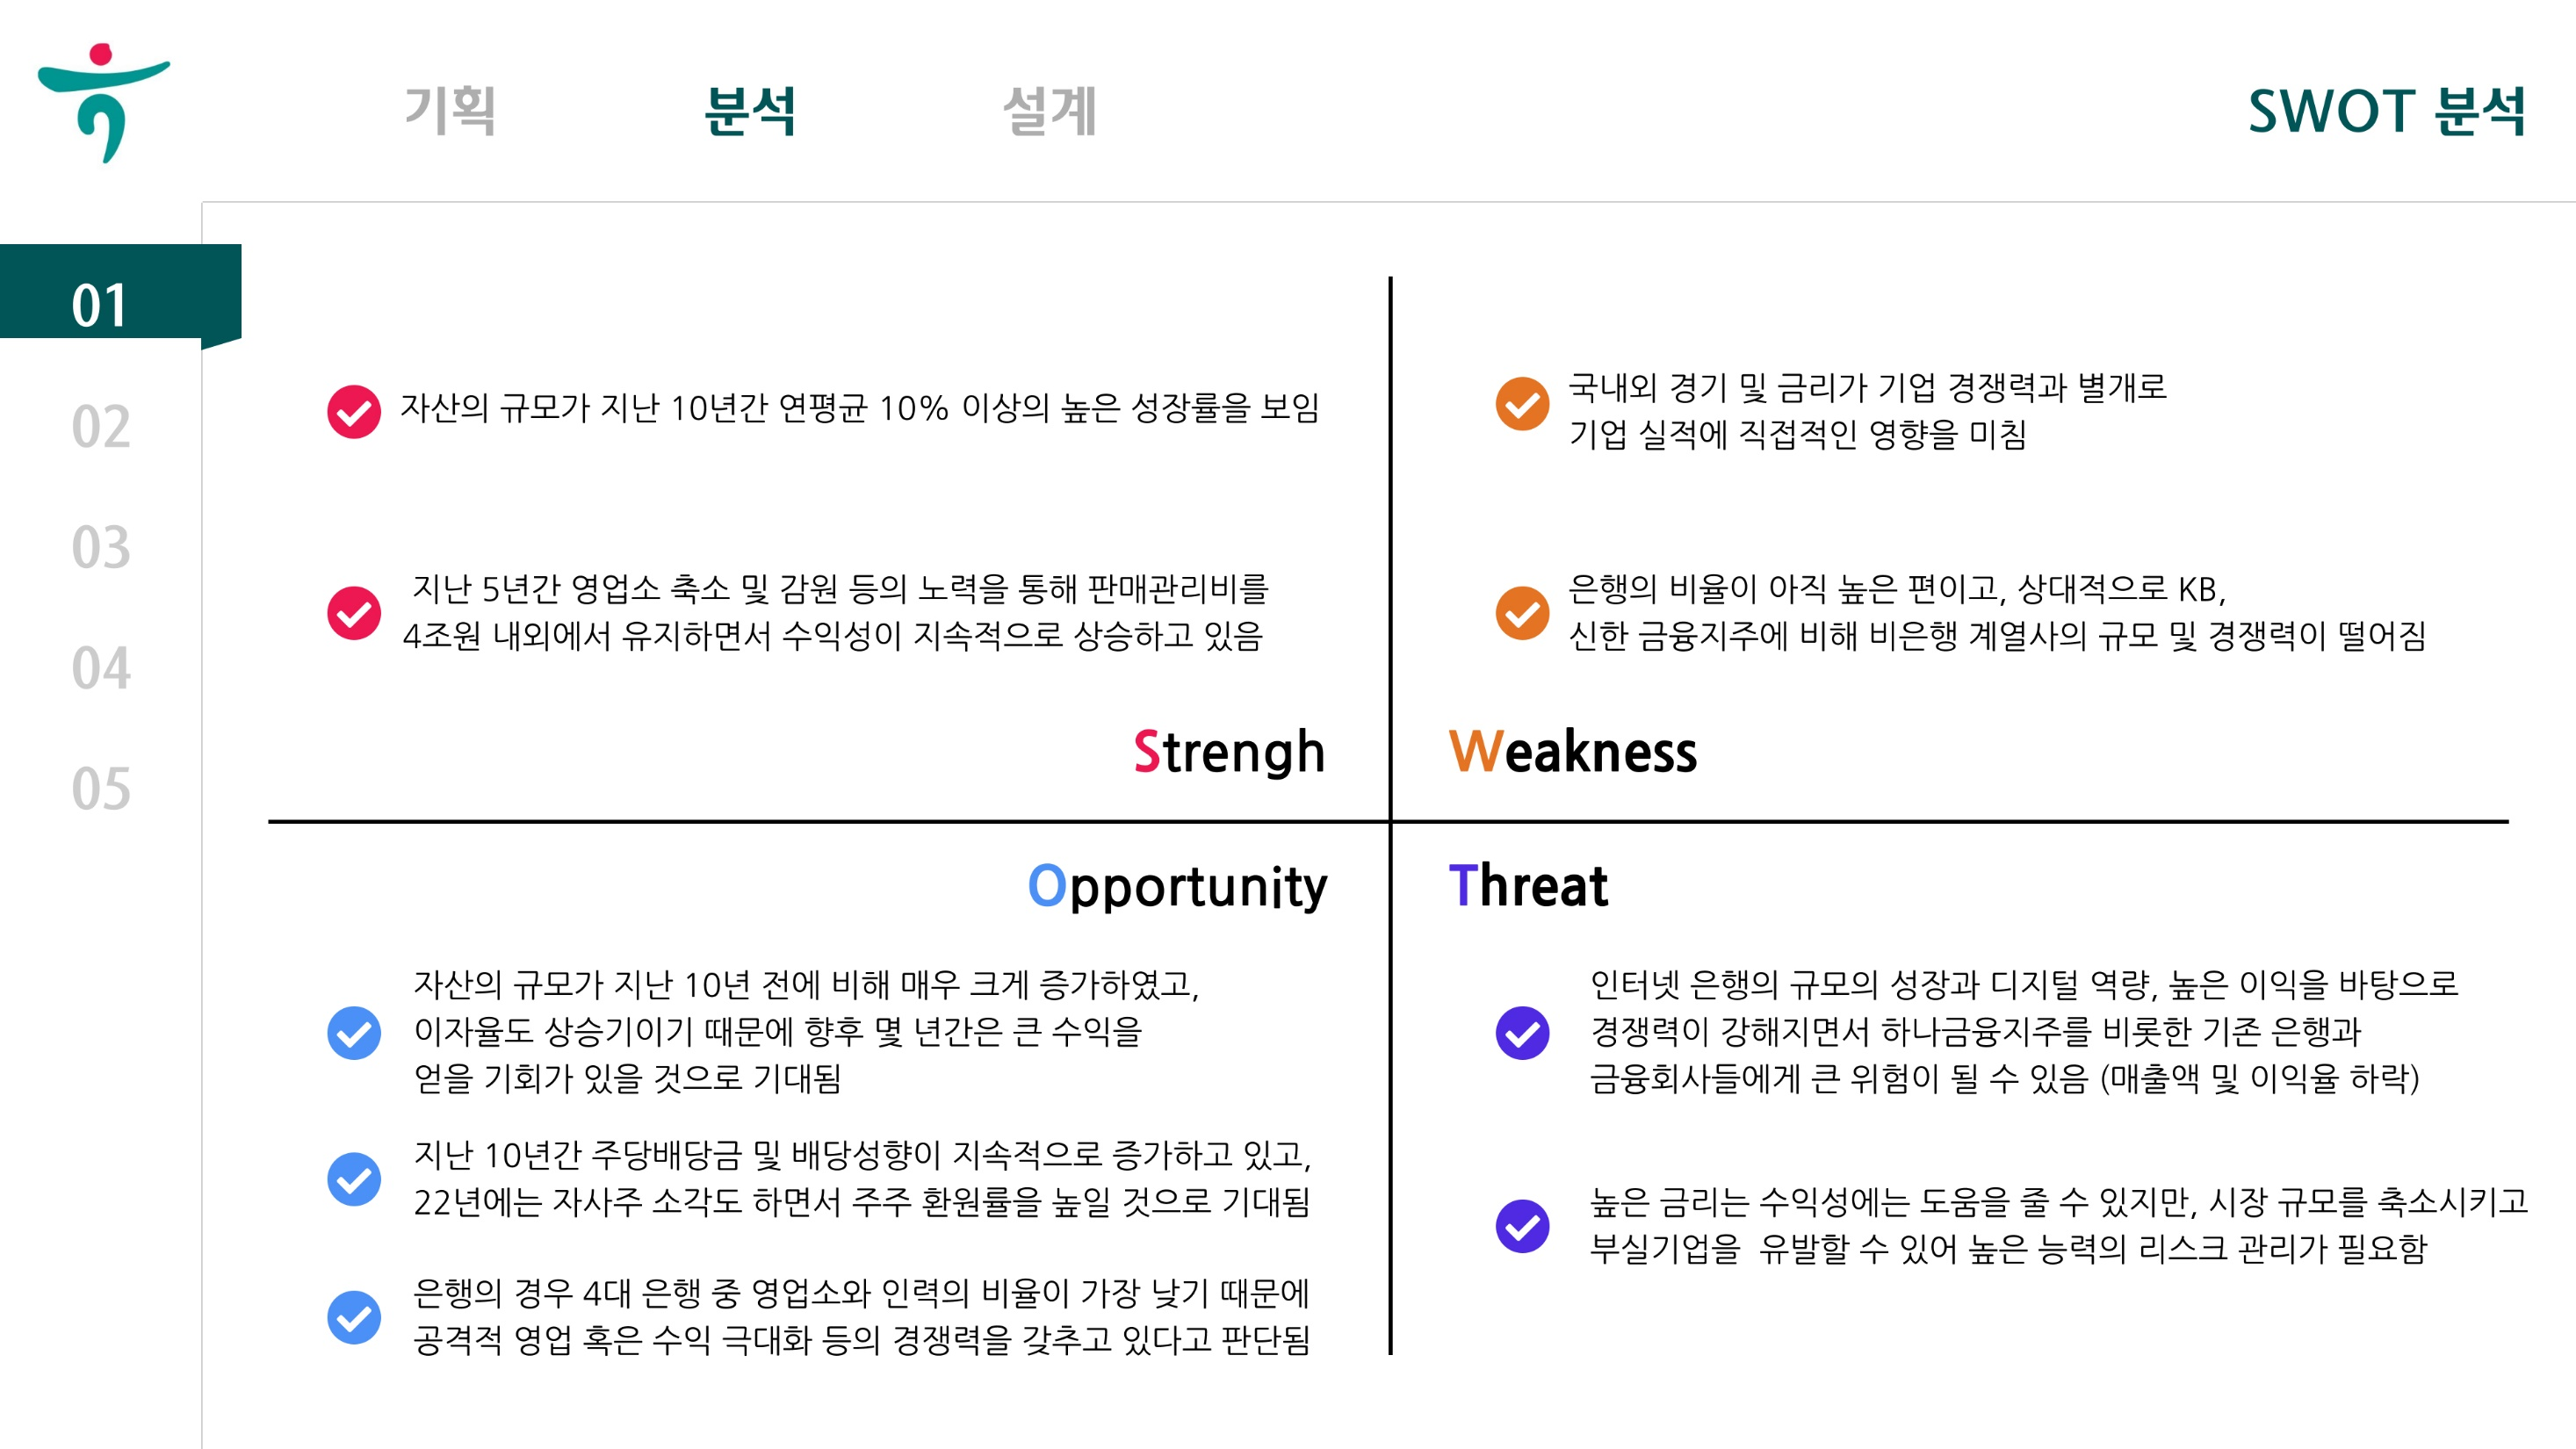 기획
분석
설계
SWOT 분석
01
02
03
04
05
자산의 규모가 지난 10년간 연평균 10% 이상의 높은 성장률을 보임
지난 5년간 영업소 축소 및 감원 등의 노력을 통해 판매관리비를
4조원 내외에서 유지하면서 수익성이 지속적으로 상승하고 있음
Strengh
국내외 경기 및 금리가 기업 경쟁력과 별개로
기업 실적에 직접적인 영향을 미침
은행의 비율이 아직 높은 편이고, 상대적으로 KB,
신한 금융지주에 비해 비은행 계열사의 규모 및 경쟁력이 떨어짐
Weakness
Opportunity
자산의 규모가 지난 10년 전에 비해 매우 크게 증가하였고,
이자율도 상승기이기 때문에 향후 몇 년간은 큰 수익을
얻을 기회가 있을 것으로 기대됨
지난 10년간 주당배당금 및 배당성향이 지속적으로 증가하고 있고,
22년에는 자사주 소각도 하면서 주주 환원률을 높일 것으로 기대됨
은행의 경우 4대 은행 중 영업소와 인력의 비율이 가장 낮기 때문에
공격적 영업 혹은 수익 극대화 등의 경쟁력을 갖추고 있다고 판단됨
Threat
인터넷 은행의 규모의 성장과 디지털 역량, 높은 이익을 바탕으로
경쟁력이 강해지면서 하나금융지주를 비롯한 기존 은행과
금융회사들에게 큰 위험이 될 수 있음 (매출액 및 이익율 하락)
높은 금리는 수익성에는 도움을 줄 수 있지만, 시장 규모를 축소시키고
부실기업을 유발할 수 있어 높은 능력의 리스크 관리가 필요함